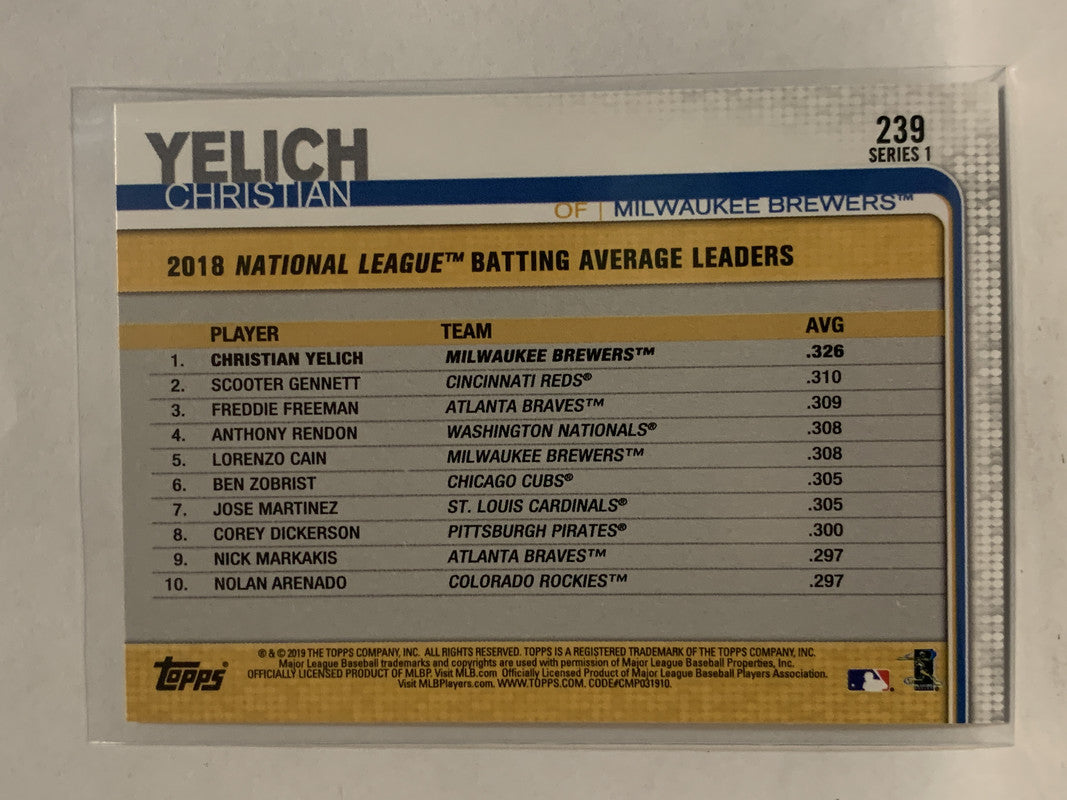 YELICH
CHRISTIAN
239
SERIES 1
OF | MILWAUKEE BREWERS™
2018 NATIONAL LEAGUE™ BATTING AVERAGE LEADERS
PLAYER TEAM AVG
1. CHRISTIAN YELICH MILWAUKEE BREWERS™ .326
2. SCOOTER GENNETT CINCINNATI REDS® .310
3. FREDDIE FREEMAN ATLANTA BRAVES™ .309
4. ANTHONY RENDON WASHINGTON NATIONALS® .308
5. LORENZO CAIN MILWAUKEE BREWERS™ .308
6. BEN ZOBRIST CHICAGO CUBS® .305
7. JOSE MARTINEZ ST. LOUIS CARDINALS® .305
8. COREY DICKERSON PITTSBURGH PIRATES® .300
9. NICK MARKAKIS ATLANTA BRAVES™ .297
10. NOLAN ARENADO COLORADO ROCKIES™ .297
topps®
® & © 2019 THE TOPPS COMPANY, INC. ALL RIGHTS RESERVED. TOPPS IS A REGISTERED TRADEMARK OF THE TOPPS COMPANY, INC.
Major League Baseball trademarks and copyrights are used with permission of Major League Baseball Properties, Inc.
OFFICIALLY LICENSED PRODUCT OF MLBP. Visit MLB.com Officially Licensed Product of Major League Baseball Players Association.
Visit MLBPlayers.com. WWW.TOPPS.COM. CODE#CMP031910.